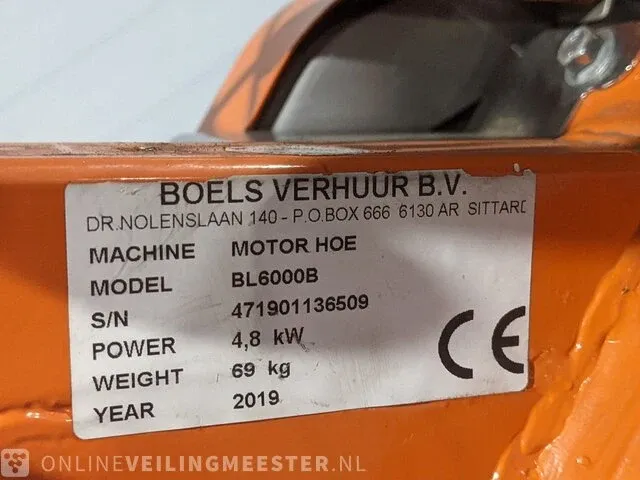 BOELS VERHUUR B.V.
DR.NOLENSLAAN 140 - P.O.BOX 666 6130 AR SITTARD
MACHINE MOTOR HOE
MODEL BL6000B
S/N 471901136509
POWER 4,8 kW
WEIGHT 69 kg
YEAR 2019
CE
ONLINEVEILINGMEESTER.NL